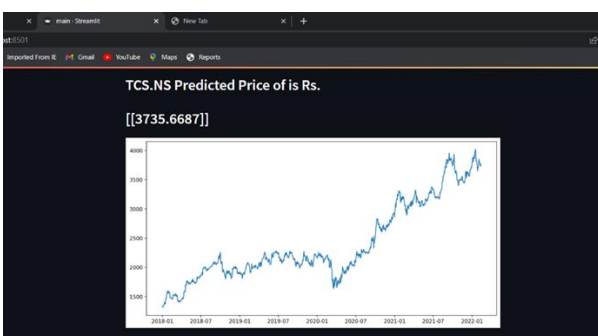 main · Streamlit
New Tab
ost:8501
Imported From IE Gmail YouTube Maps Reports
TCS.NS Predicted Price of is Rs.
[[3735.6687]]
4000
3500
3000
2500
2000
1500
2018-01 2018-07 2019-01 2019-07 2020-01 2020-07 2021-01 2021-07 2022-01